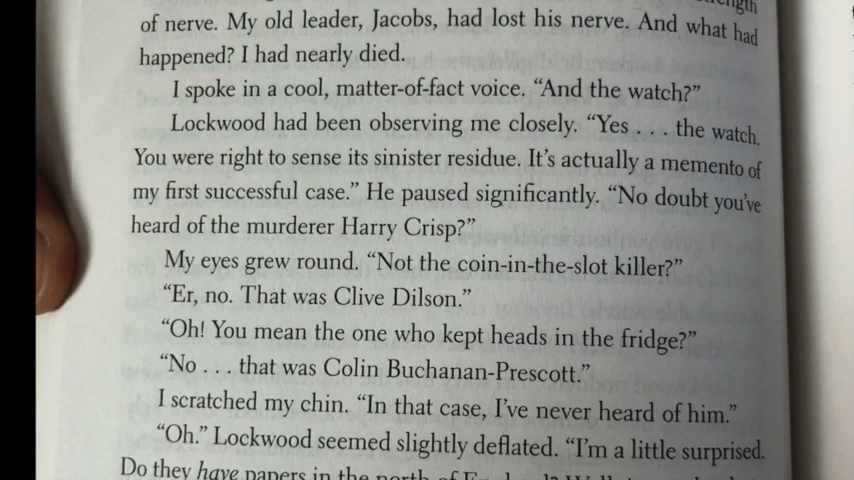 of nerve. My old leader, Jacobs, had lost his nerve. And what had
happened? I had nearly died.
I spoke in a cool, matter-of-fact voice. “And the watch?”
Lockwood had been observing me closely. “Yes . . . the watch.
You were right to sense its sinister residue. It’s actually a memento of
my first successful case.” He paused significantly. “No doubt you’ve
heard of the murderer Harry Crisp?”
My eyes grew round. “Not the coin-in-the-slot killer?”
“Er, no. That was Clive Dilson.”
“Oh! You mean the one who kept heads in the fridge?”
“No . . . that was Colin Buchanan-Prescott.”
I scratched my chin. “In that case, I’ve never heard of him.”
“Oh.” Lockwood seemed slightly deflated. “I’m a little surprised.
Do they have papers in the north of